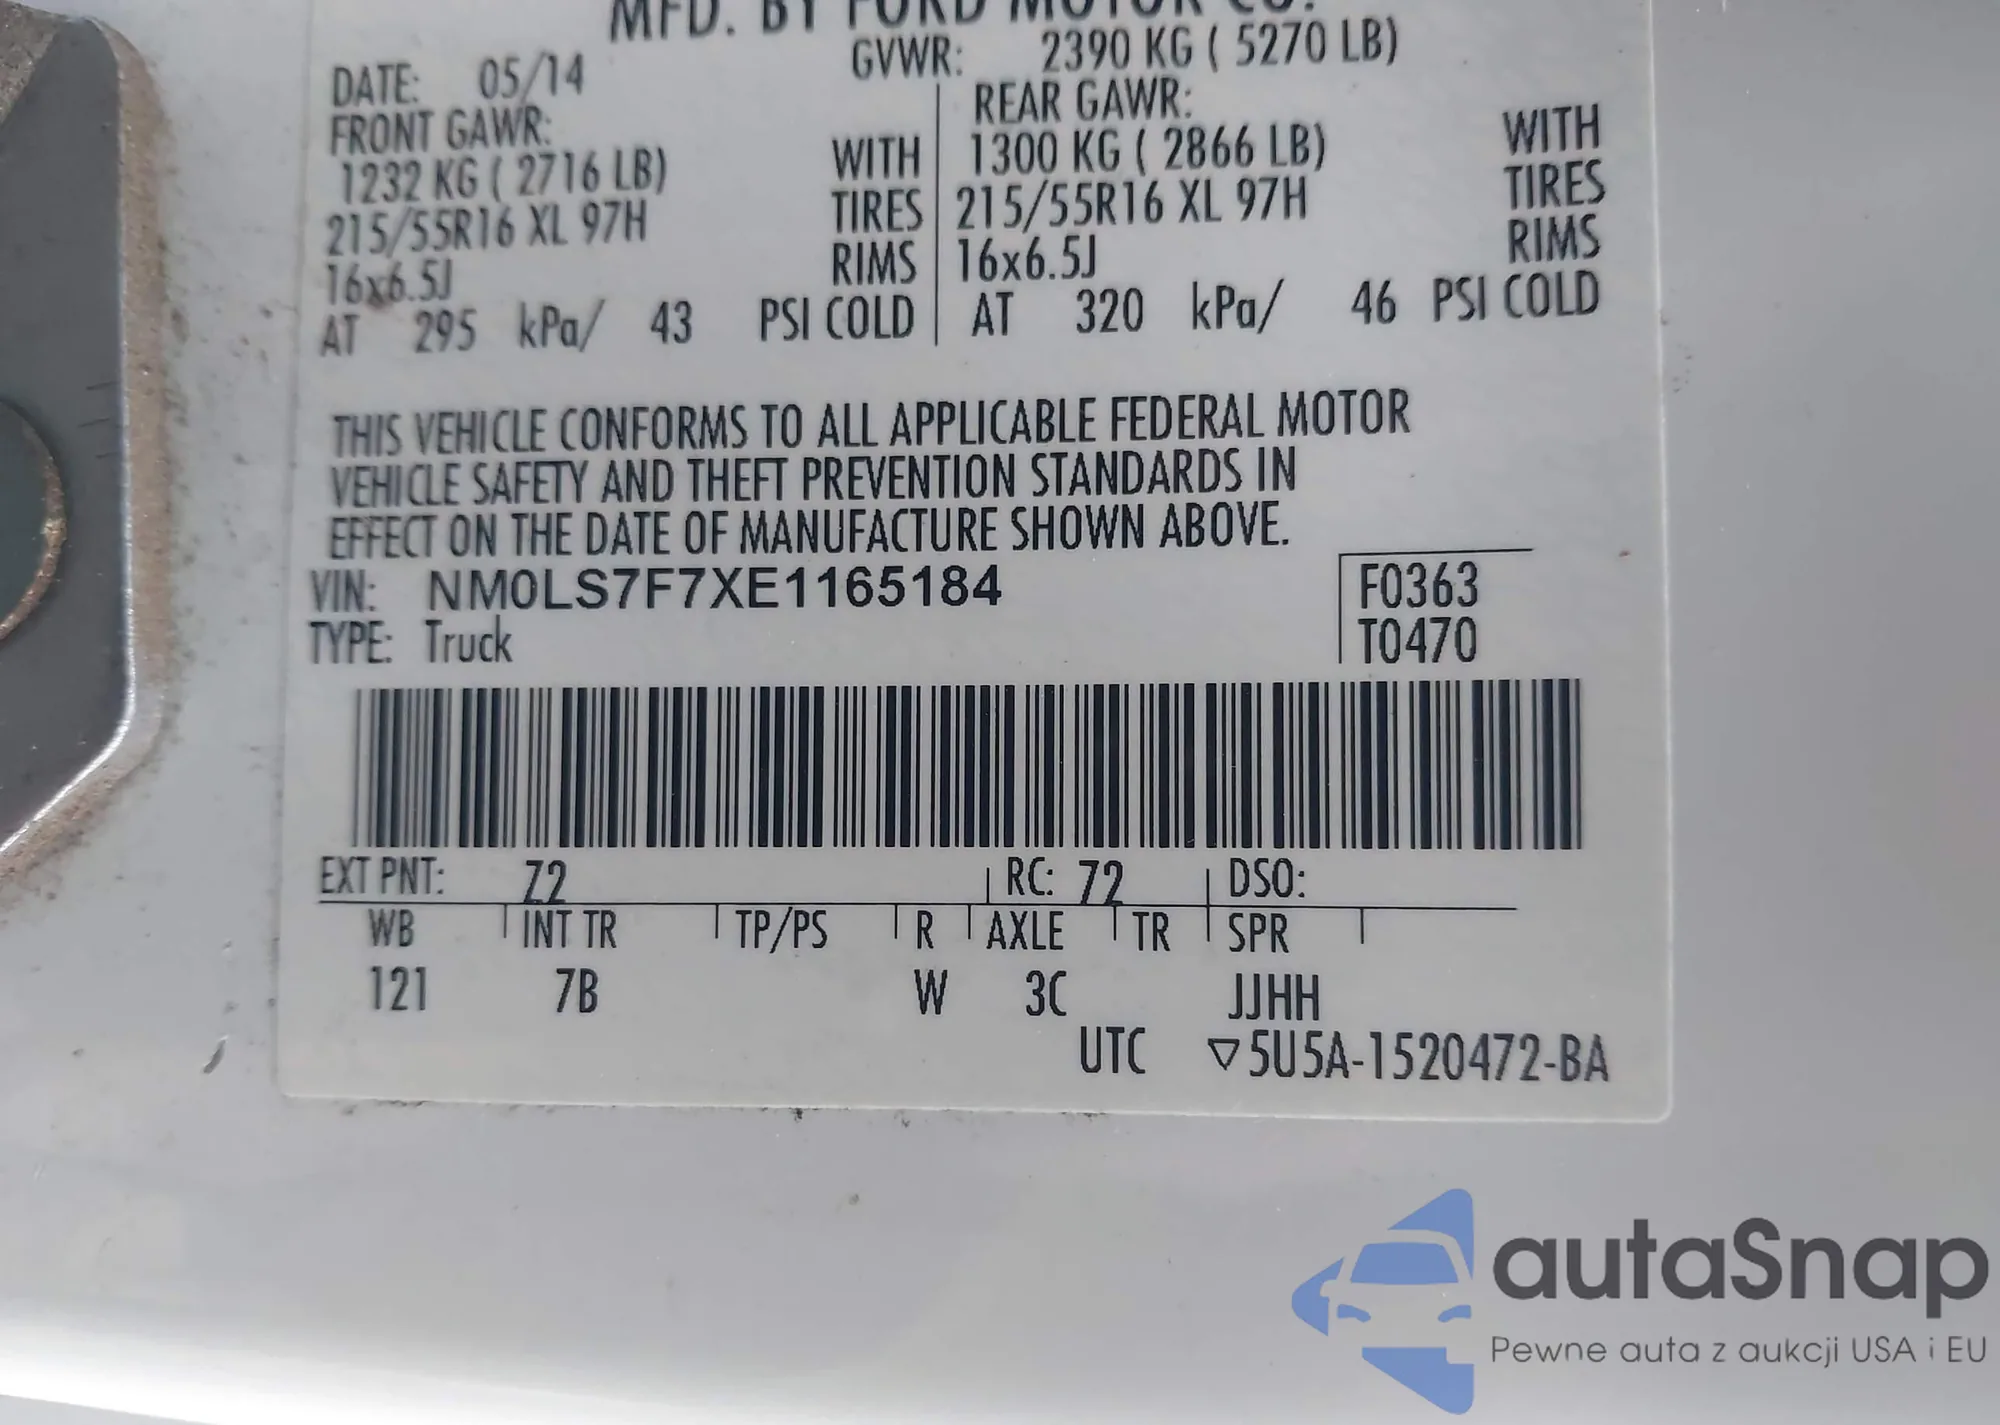 MFD. BY FORD MOTOR CO.
DATE: 05/14 GVWR: 2390 KG ( 5270 LB)
FRONT GAWR: REAR GAWR:
1232 KG ( 2716 LB) WITH 1300 KG ( 2866 LB) WITH
215/55R16 XL 97H TIRES 215/55R16 XL 97H TIRES
16x6.5J RIMS 16x6.5J RIMS
AT 295 kPa/ 43 PSI COLD AT 320 kPa/ 46 PSI COLD
THIS VEHICLE CONFORMS TO ALL APPLICABLE FEDERAL MOTOR
VEHICLE SAFETY AND THEFT PREVENTION STANDARDS IN
EFFECT ON THE DATE OF MANUFACTURE SHOWN ABOVE.
VIN: NM0LS7F7XE1165184 F0363
TYPE: Truck T0470
EXT PNT: Z2 RC: 72 DSO:
WB INT TR TP/PS R AXLE TR SPR
121 7B W 3C JJHH
UTC ▽5U5A-1520472-BA
autaSnap
Pewne auta z aukcji USA i EU